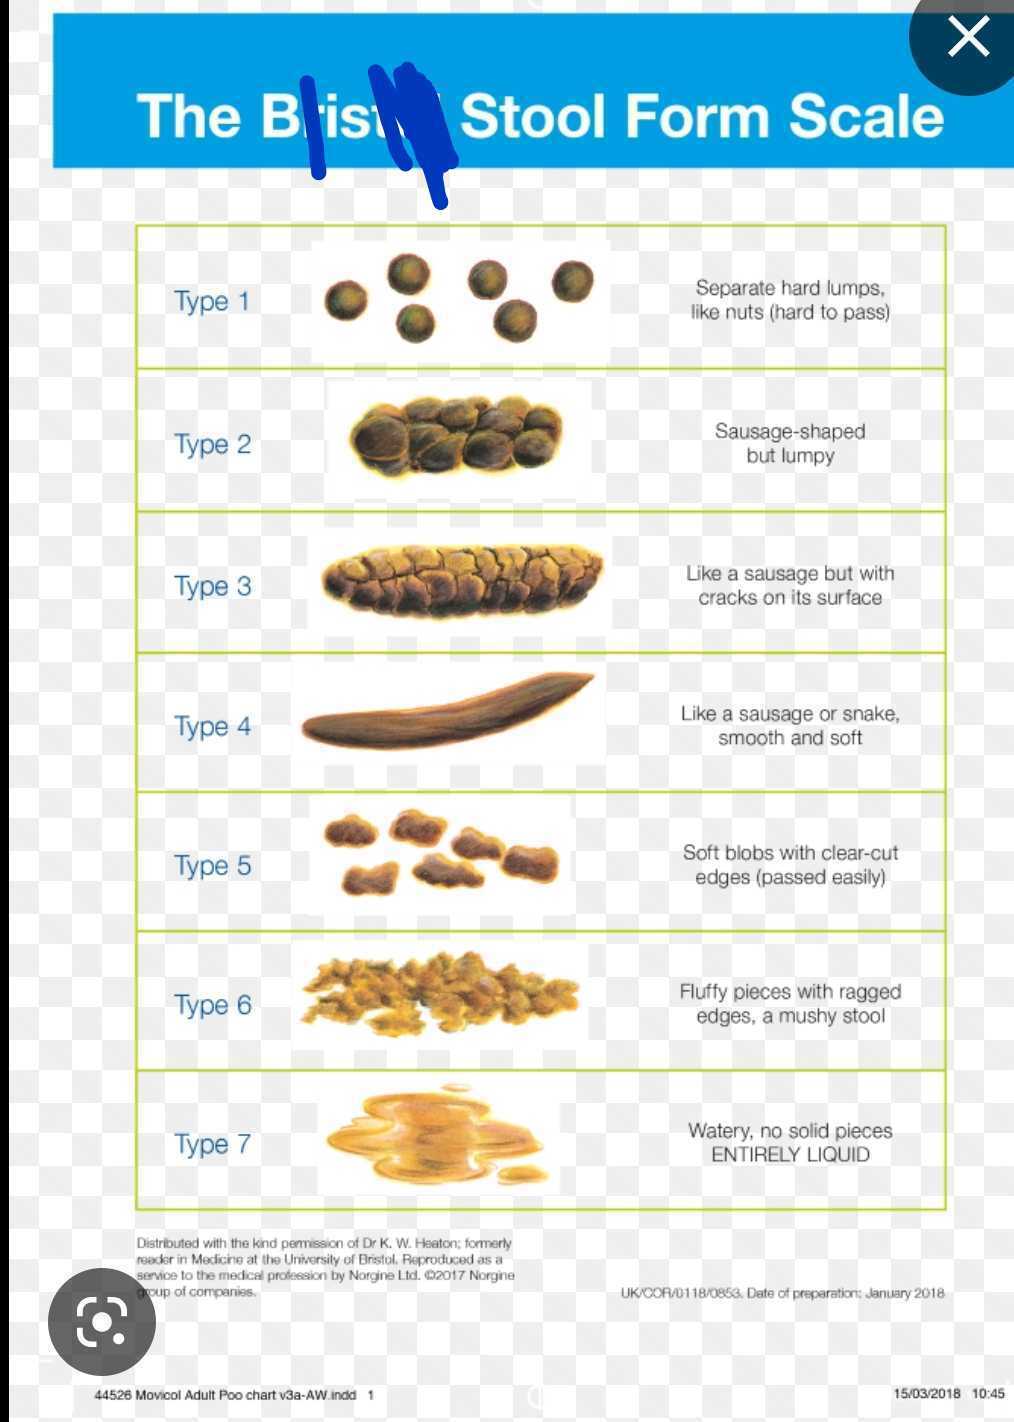 The Stool Form Scale
Type 1
Separate hard lumps,
like nuts (hard to pass)
Type 2
Sausage-shaped
but lumpy
Type 3
Like a sausage but with
cracks on its surface
Type 4
Like a sausage or snake,
smooth and soft
Type 5
Soft blobs with clear-cut
edges (passed easily)
Type 6
Fluffy pieces with ragged
edges, a mushy stool
Type 7
Watery, no solid pieces
ENTIRELY LIQUID
Distributed with the kind permission of Dr K. W. Heaton; formerly
reader in Medicine at the University of Bristol. Reproduced as a
service to the medical profession by Norgine Ltd. ©2017 Norgine
group of companies.
UK/COR/0118/0853. Date of preparation: January 2018
44526 Movicol Adult Poo chart v3a-AW.indd 1
15/03/2018 10:45